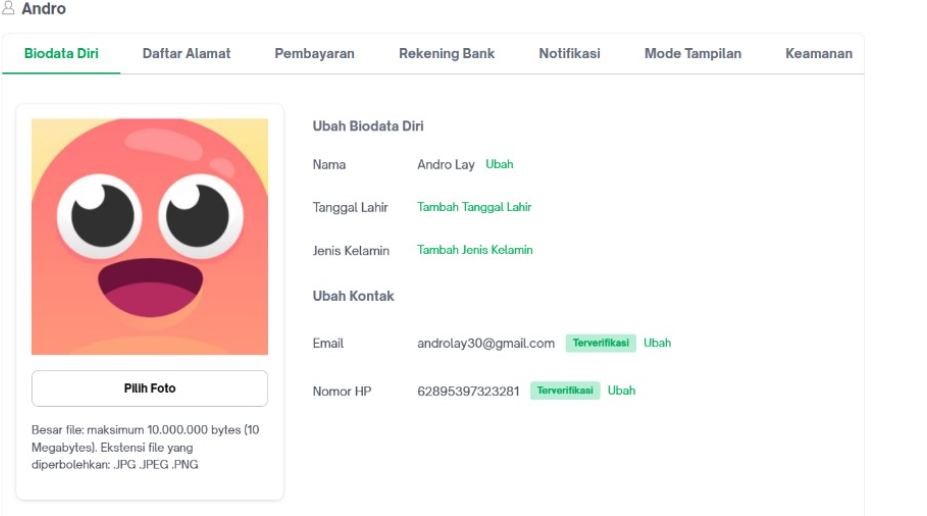 Andro
Biodata Diri Daftar Alamat Pembayaran Rekening Bank Notifikasi Mode Tampilan Keamanan
Ubah Biodata Diri
Nama Andro Lay Ubah
Tanggal Lahir Tambah Tanggal Lahir
Jenis Kelamin Tambah Jenis Kelamin
Ubah Kontak
Email androlay30@gmail.com Terverifikasi Ubah
Nomor HP 62895397323281 Terverifikasi Ubah
Pilih Foto
Besar file: maksimum 10.000.000 bytes (10
Megabytes). Ekstensi file yang
diperbolehkan: .JPG .JPEG .PNG